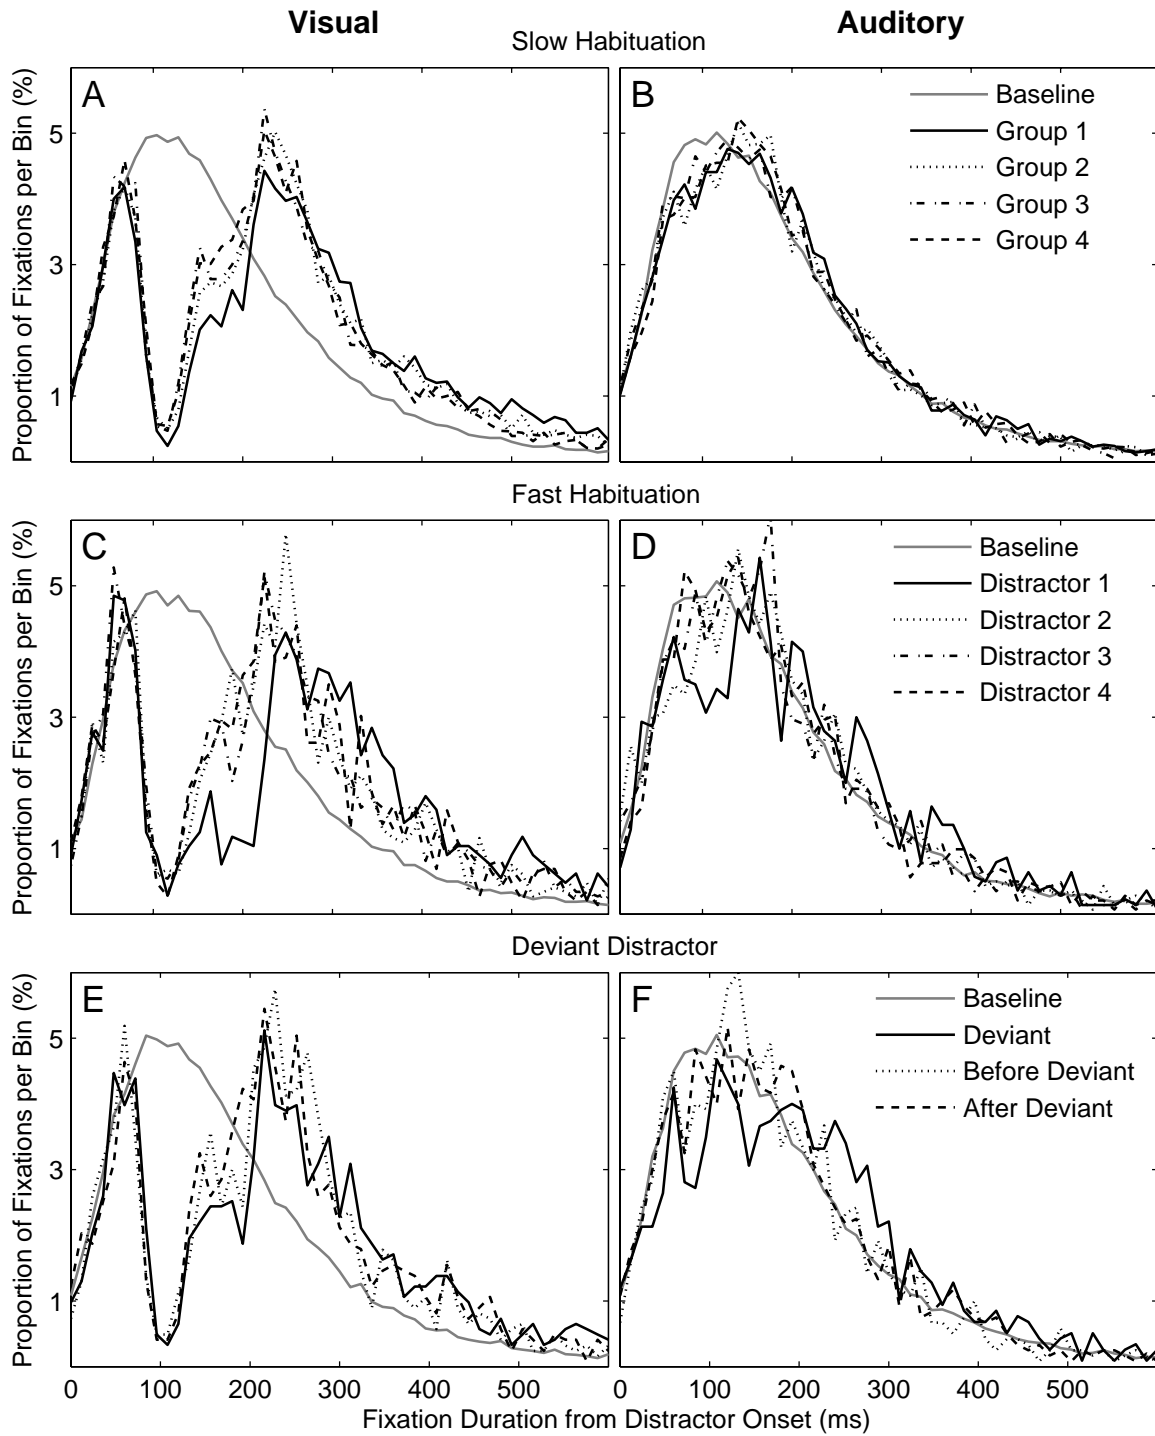 Visual Auditory
Slow Habituation
Proportion of Fixations per Bin (%)
5
3
1
A
B
Baseline
Group 1
Group 2
Group 3
Group 4
Fast Habituation
Proportion of Fixations per Bin (%)
5
3
1
C
D
Baseline
Distractor 1
Distractor 2
Distractor 3
Distractor 4
Deviant Distractor
Proportion of Fixations per Bin (%)
5
3
1
E
F
Baseline
Deviant
Before Deviant
After Deviant
0 100 200 300 400 500 0 100 200 300 400 500
Fixation Duration from Distractor Onset (ms)